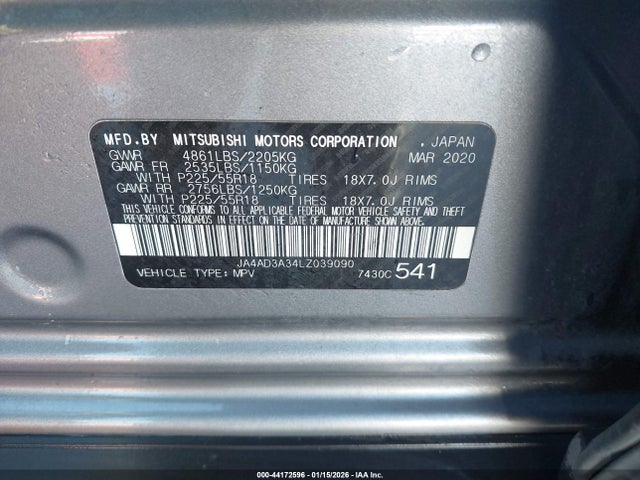 MFD.BY MITSUBISHI MOTORS CORPORATION . JAPAN
GVWR 4861LBS/2205KG MAR 2020
GAWR FR 2535LBS/1150KG
WITH P225/55R18 TIRES 18X7.0J RIMS
GAWR RR 2756LBS/1250KG
WITH P225/55R18 TIRES 18X7.0J RIMS
THIS VEHICLE CONFORMS TO ALL APPLICABLE FEDERAL MOTOR VEHICLE SAFETY AND THEFT
PREVENTION STANDARDS IN EFFECT ON THE DATE OF MANUFACTURE SHOWN ABOVE.
JA4AD3A34LZ039090
VEHICLE TYPE:MPV 7430C 541
000-44172596 - 01/15/2026 - IAA Inc.